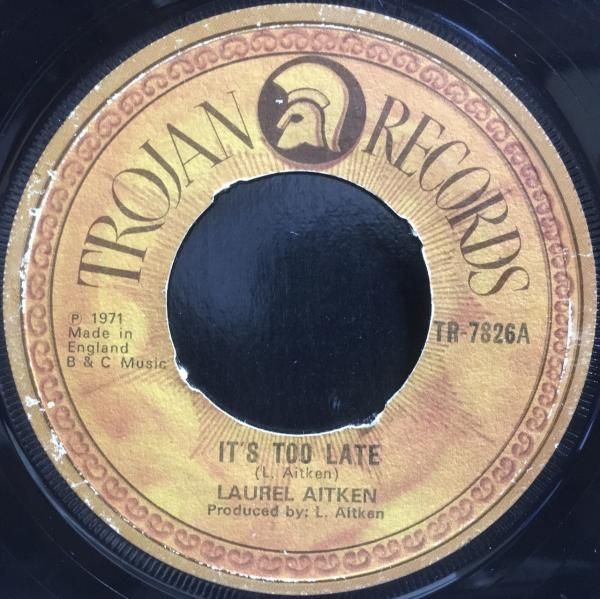 TROJAN RECORDS
℗ 1971
Made in
England
B & C Music
TR-7826A
IT'S TOO LATE
(L. Aitken)
LAUREL AITKEN
Produced by: L. Aitken